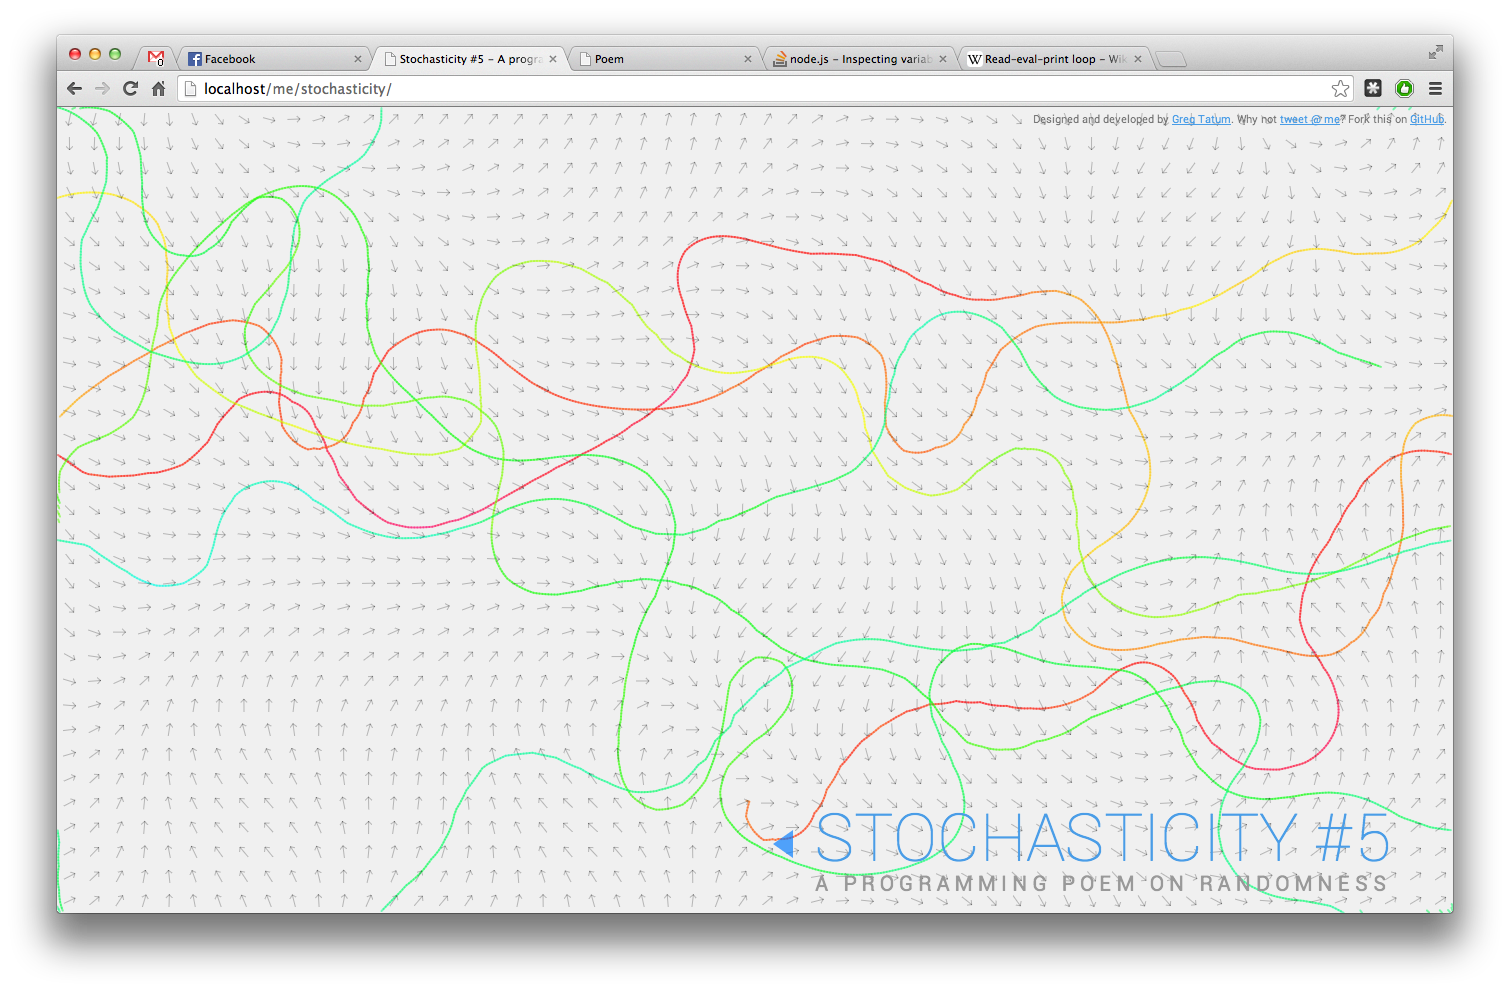 0
Facebook
Stochasticity #5 – A progra
Poem
node.js – Inspecting variab
Read–eval–print loop – Wik
localhost/me/stochasticity/
Designed and developed by Greg Tatum. Why not tweet @ me? Fork this on GitHub.
STOCHASTICITY #5
A PROGRAMMING POEM ON RANDOMNESS